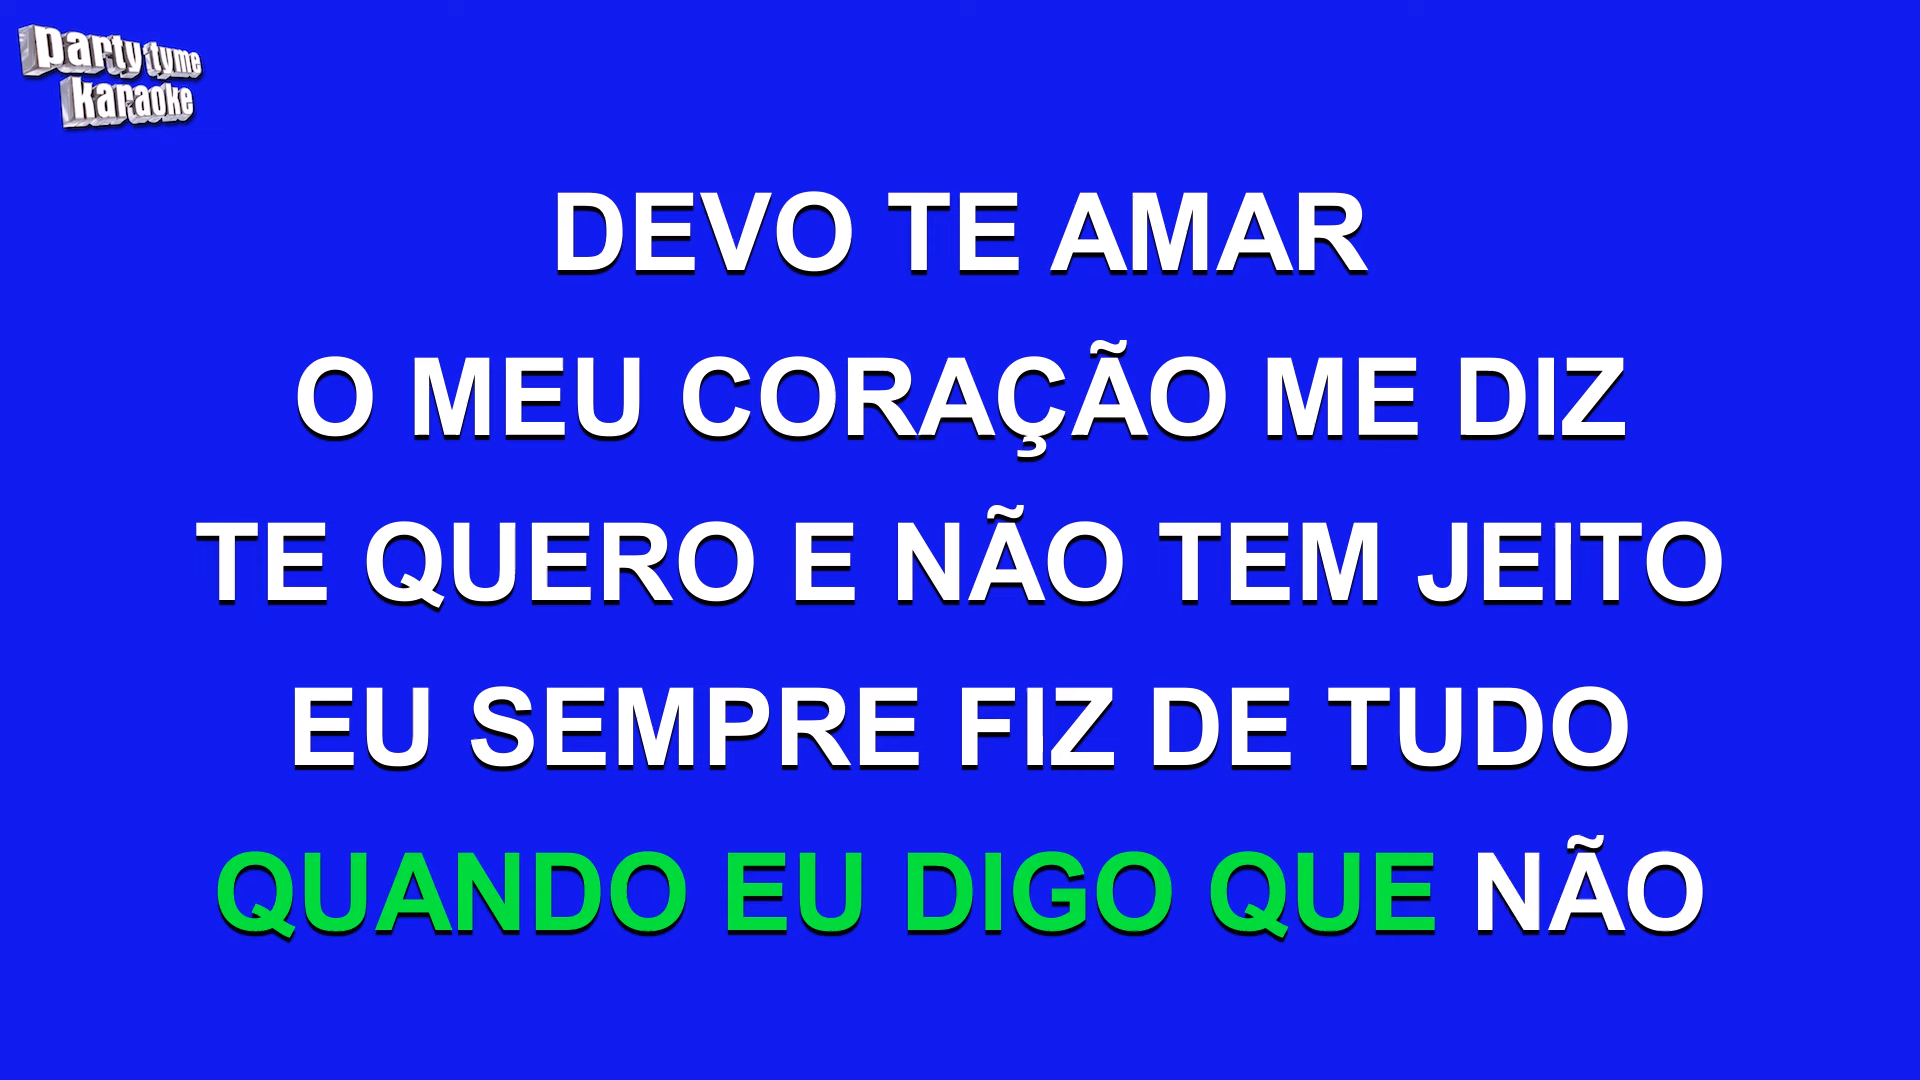 party tyme
karaoke
DEVO TE AMAR
O MEU CORAÇÃO ME DIZ
TE QUERO E NÃO TEM JEITO
EU SEMPRE FIZ DE TUDO
QUANDO EU DIGO QUE NÃO